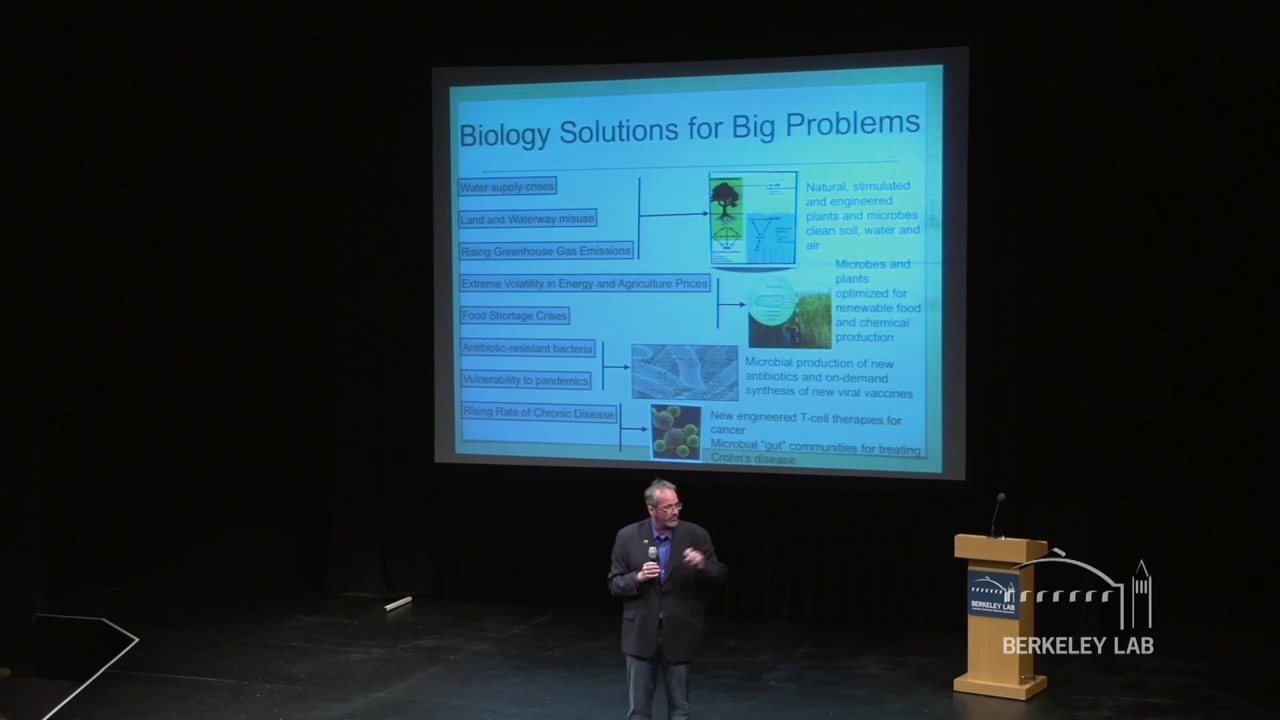 Biology Solutions for Big Problems
Water supply crises
Land and Waterway misuse
Rising Greenhouse Gas Emissions
Natural, stimulated
and engineered
plants and microbes
clean soil, water and
air
Extreme Volatility in Energy and Agriculture Prices
Food Shortage Crises
Microbes and
plants
optimized for
renewable food
and chemical
production
Antibiotic-resistant bacteria
Vulnerability to pandemics
Microbial production of new
antibiotics and on-demand
synthesis of new viral vaccines
Rising Rate of Chronic Disease
New engineered T-cell therapies for
cancer
Microbial "gut" communities for treating
Crohn's disease
BERKELEY LAB
BERKELEY LAB